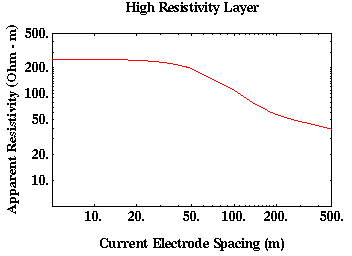 High Resistivity Layer
Apparent Resistivity (Ohm - m)
500.
200.
100.
50.
20.
10.
10. 20. 50. 100. 200. 500.
Current Electrode Spacing (m)